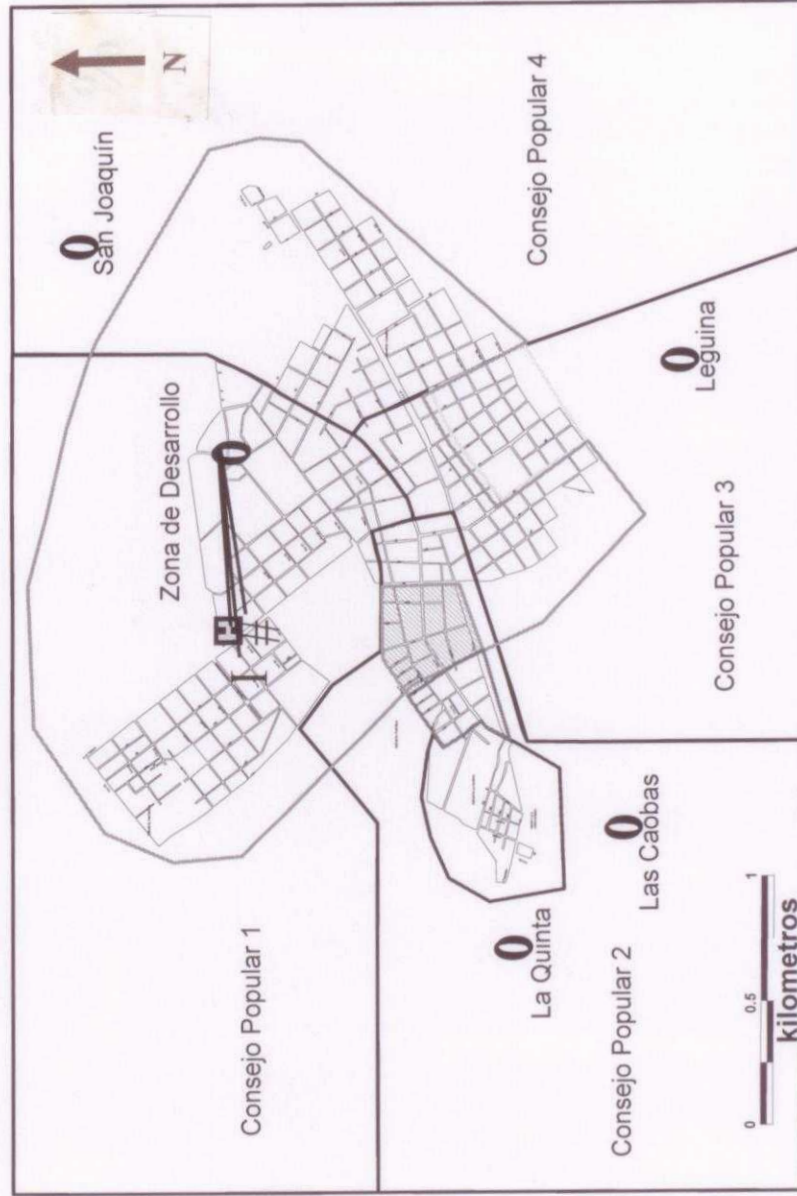 N
San Joaquín
Zona de Desarrollo
Consejo Popular 1
Consejo Popular 4
Leguina
La Quinta
Las Caobas
Consejo Popular 3
Consejo Popular 2
0 0.5 1
kilometros